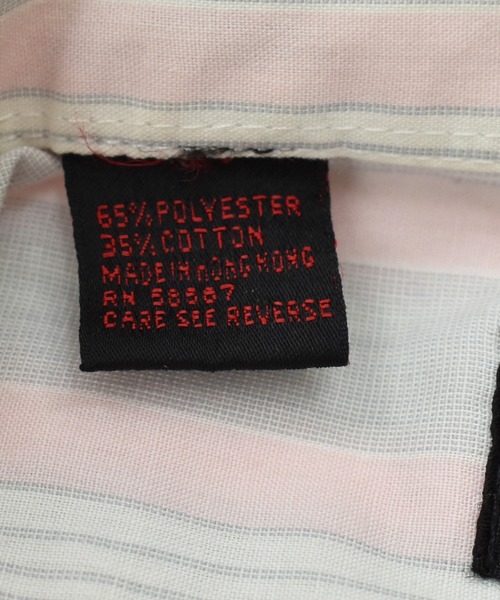 65% POLYESTER
35% COTTON
MADE IN HONG KONG
RN 58587
CARE SEE REVERSE